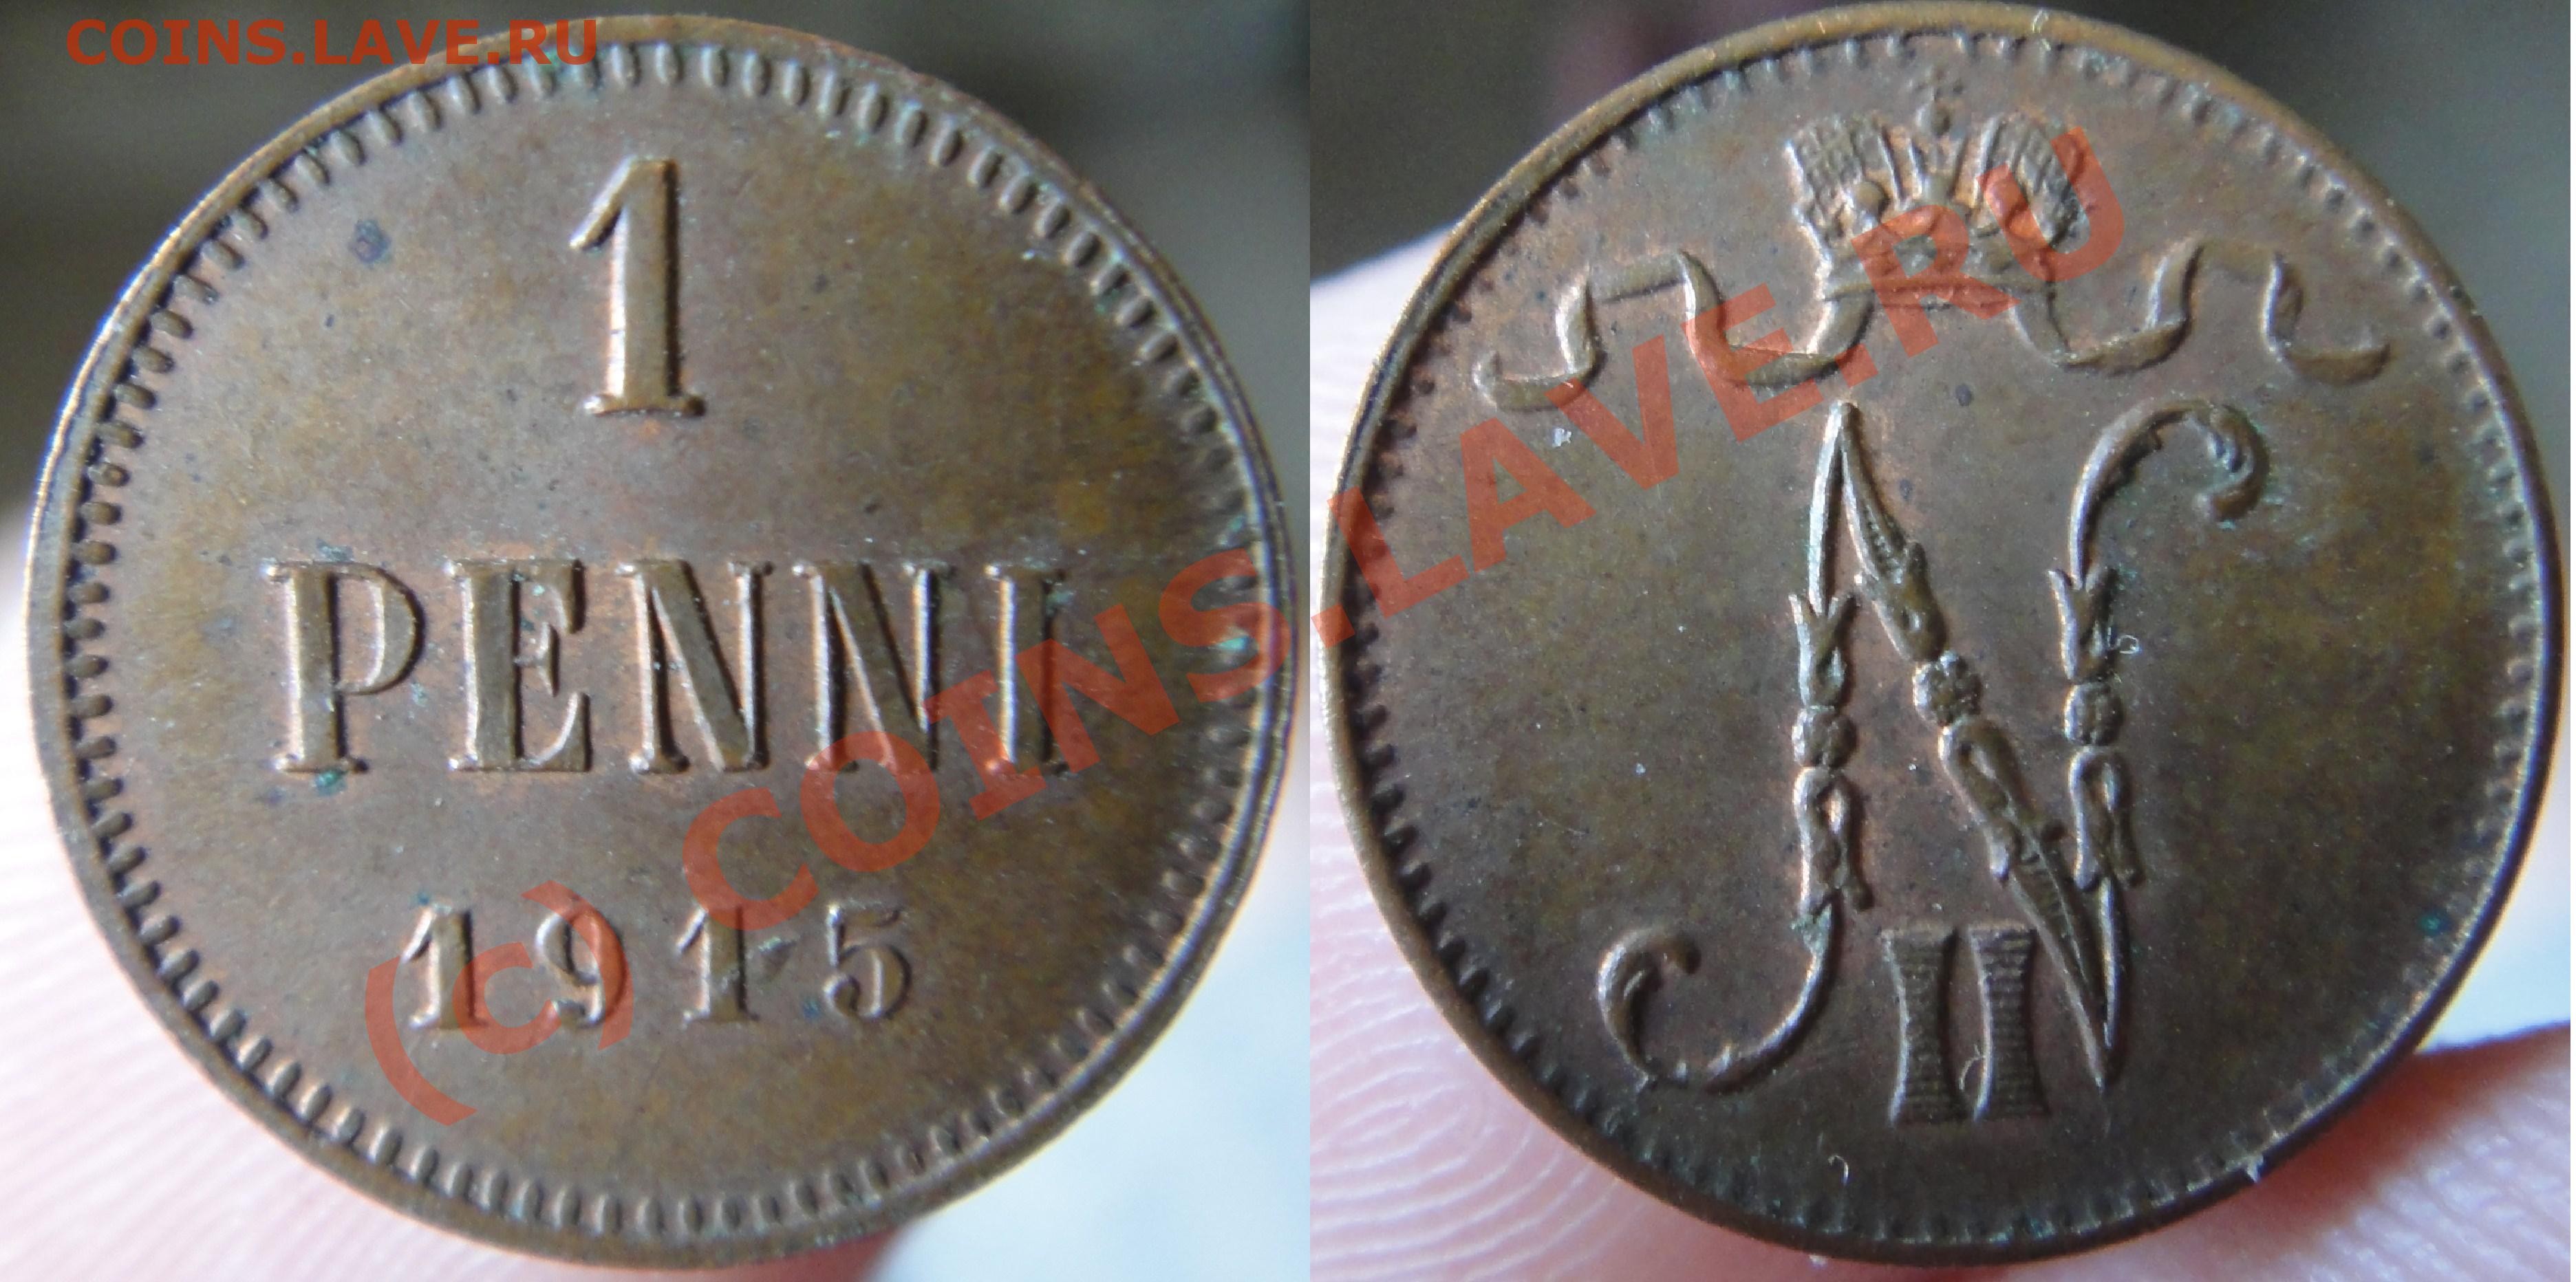 COINS.LAVE.RU
1
PENNI
1915
II
(c) COINS.LAVE.RU